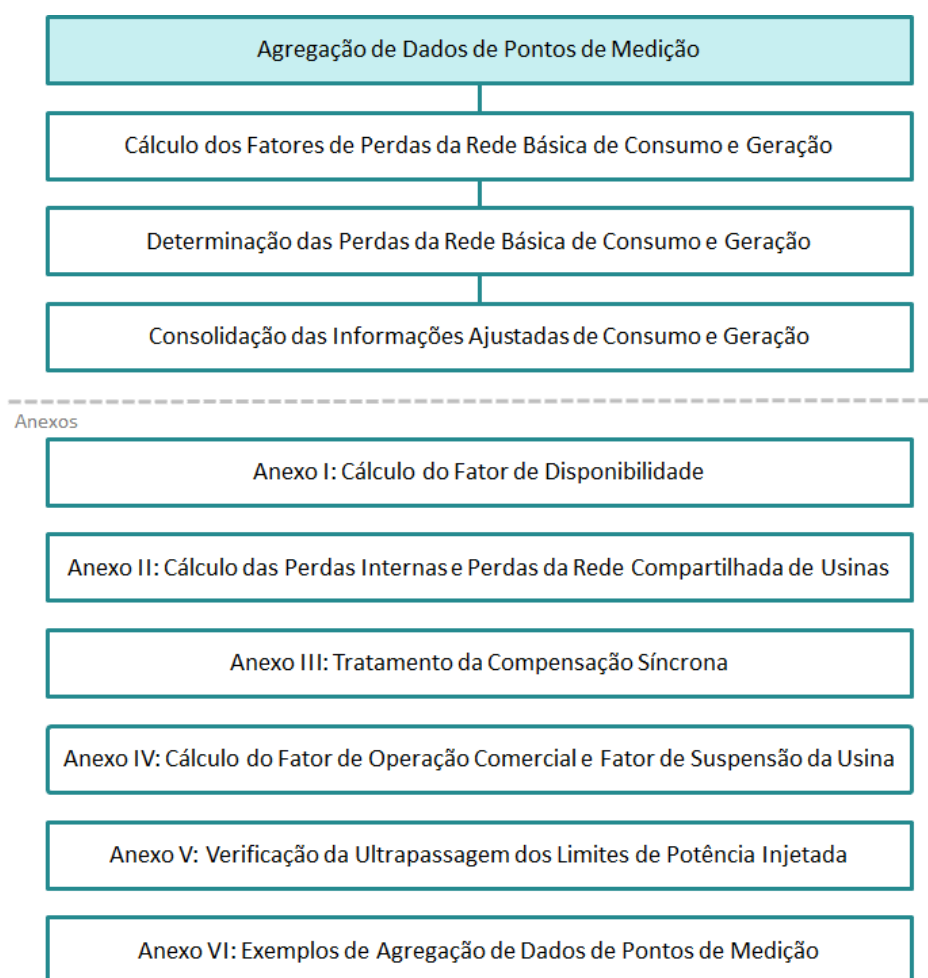 Agregação de Dados de Pontos de Medição
Cálculo dos Fatores de Perdas da Rede Básica de Consumo e Geração
Determinação das Perdas da Rede Básica de Consumo e Geração
Consolidação das Informações Ajustadas de Consumo e Geração
Anexos
Anexo I: Cálculo do Fator de Disponibilidade
Anexo II: Cálculo das Perdas Internas e Perdas da Rede Compartilhada de Usinas
Anexo III: Tratamento da Compensação Síncrona
Anexo IV: Cálculo do Fator de Operação Comercial e Fator de Suspensão da Usina
Anexo V: Verificação da Ultrapassagem dos Limites de Potência Injetada
Anexo VI: Exemplos de Agregação de Dados de Pontos de Medição